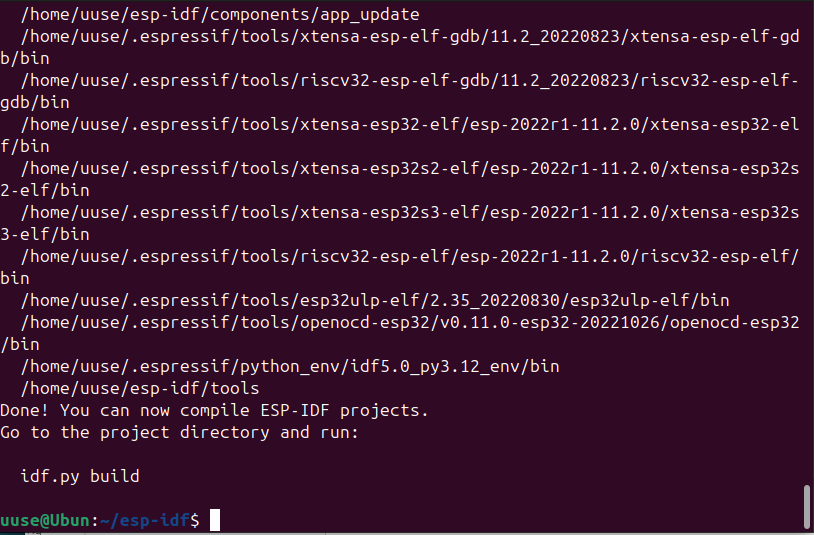 /home/uuse/esp-idf/components/app_update
/home/uuse/.espressif/tools/xtensa-esp-elf-gdb/11.2_20220823/xtensa-esp-elf-gd
b/bin
/home/uuse/.espressif/tools/riscv32-esp-elf-gdb/11.2_20220823/riscv32-esp-elf-
gdb/bin
/home/uuse/.espressif/tools/xtensa-esp32-elf/esp-2022r1-11.2.0/xtensa-esp32-el
f/bin
/home/uuse/.espressif/tools/xtensa-esp32s2-elf/esp-2022r1-11.2.0/xtensa-esp32s
2-elf/bin
/home/uuse/.espressif/tools/xtensa-esp32s3-elf/esp-2022r1-11.2.0/xtensa-esp32s
3-elf/bin
/home/uuse/.espressif/tools/riscv32-esp-elf/esp-2022r1-11.2.0/riscv32-esp-elf/
bin
/home/uuse/.espressif/tools/esp32ulp-elf/2.35_20220830/esp32ulp-elf/bin
/home/uuse/.espressif/tools/openocd-esp32/v0.11.0-esp32-20221026/openocd-esp32
/bin
/home/uuse/.espressif/python_env/idf5.0_py3.12_env/bin
/home/uuse/esp-idf/tools
Done! You can now compile ESP-IDF projects.
Go to the project directory and run:
idf.py build
uuse@Ubun:~/esp-idf$